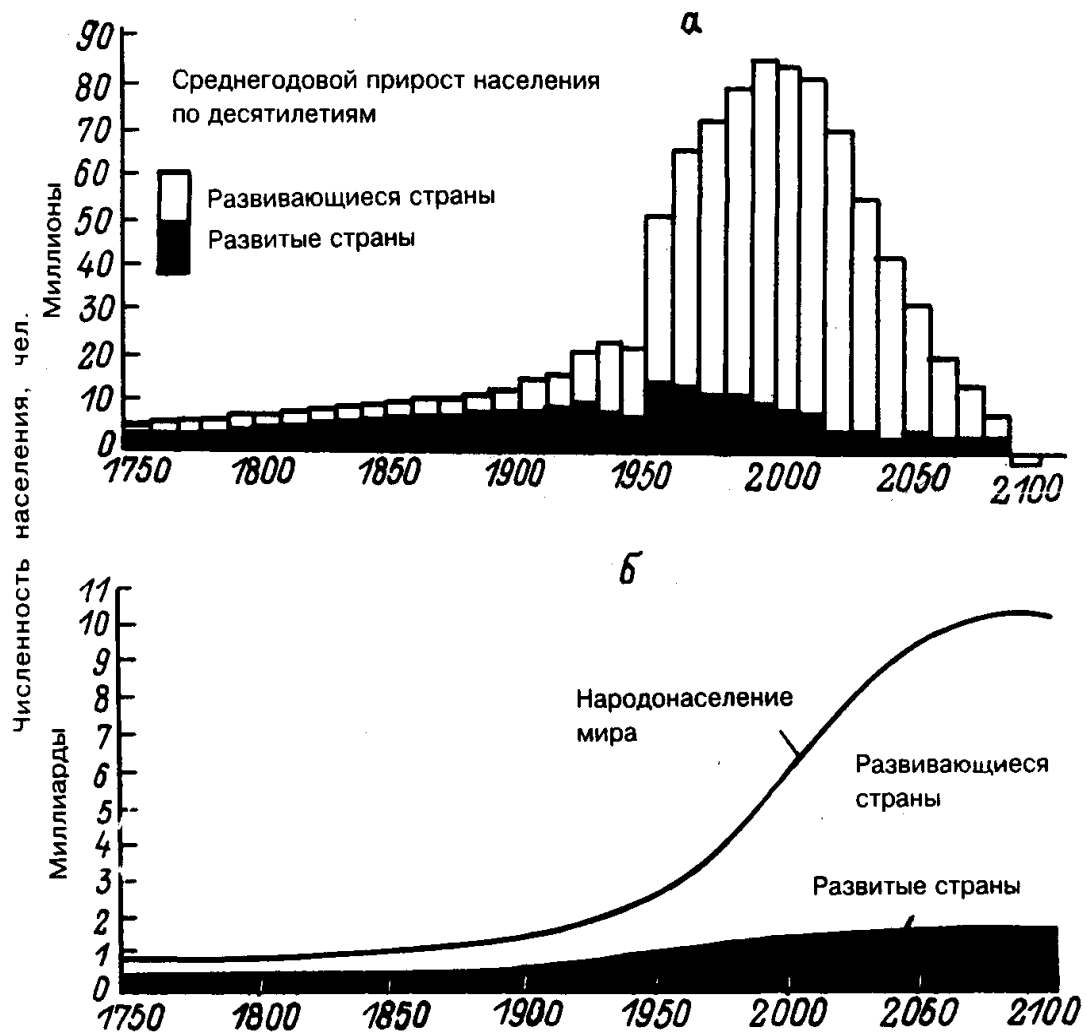 Численность населения, чел.
а
Миллионы
90
80
70
60
50
40
30
20
10
0
Среднегодовой прирост населения
по десятилетиям
Развивающиеся страны
Развитые страны
1750 1800 1850 1900 1950 2000 2050 2100
б
Миллиарды
11
10
9
8
7
6
5
4
3
2
1
0
Народонаселение
мира
Развивающиеся
страны
Развитые страны
1750 1800 1850 1900 1950 2000 2050 2100